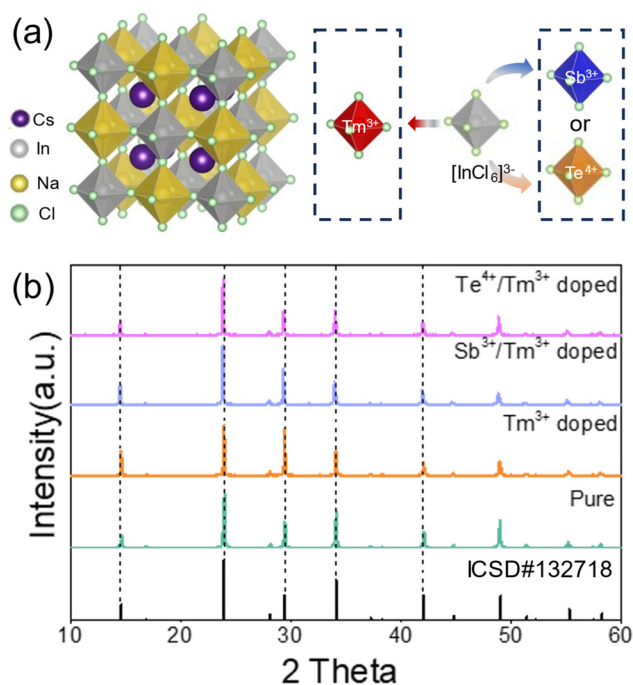 (a)
Cs
In
Na
Cl
Tm³⁺
[InCl₆]³⁻
Sb³⁺
or
Te⁴⁺
(b)
Intensity(a.u.)
Te⁴⁺/Tm³⁺ doped
Sb³⁺/Tm³⁺ doped
Tm³⁺ doped
Pure
ICSD#132718
10 20 30 40 50 60
2 Theta